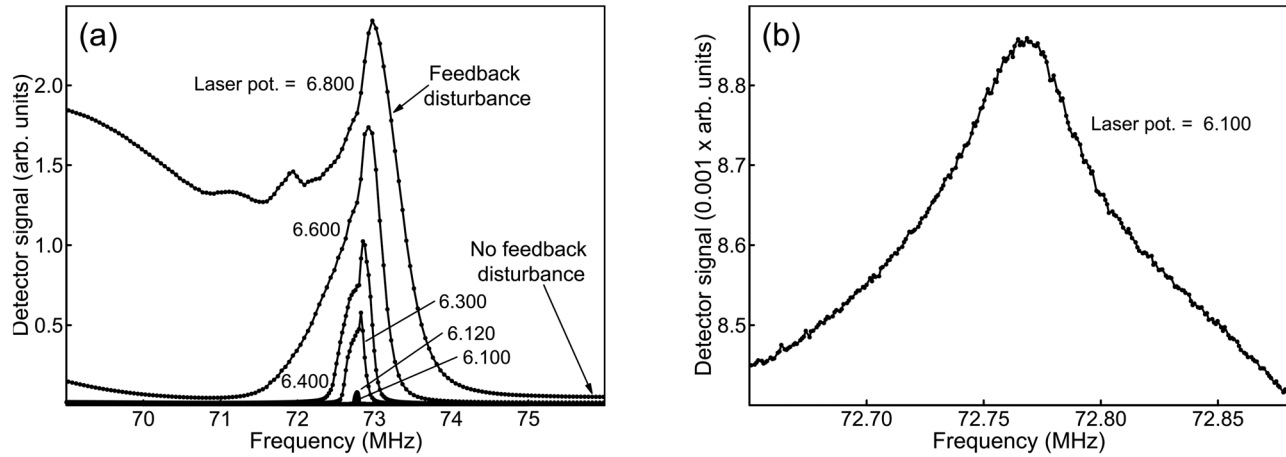 (a)
Detector signal (arb. units)
2.0
1.5
1.0
0.5
Laser pot. = 6.800
Feedback
disturbance
6.600
No feedback
disturbance
6.300
6.120
6.100
6.400
70 71 72 73 74 75
Frequency (MHz)
(b)
Detector signal (0.001 x arb. units)
8.8
8.7
8.6
8.5
Laser pot. = 6.100
72.70 72.75 72.80 72.85
Frequency (MHz)